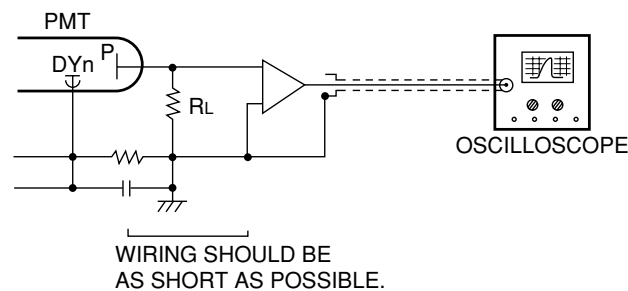 PMT
P
DYn
RL
OSCILLOSCOPE
WIRING SHOULD BE
AS SHORT AS POSSIBLE.